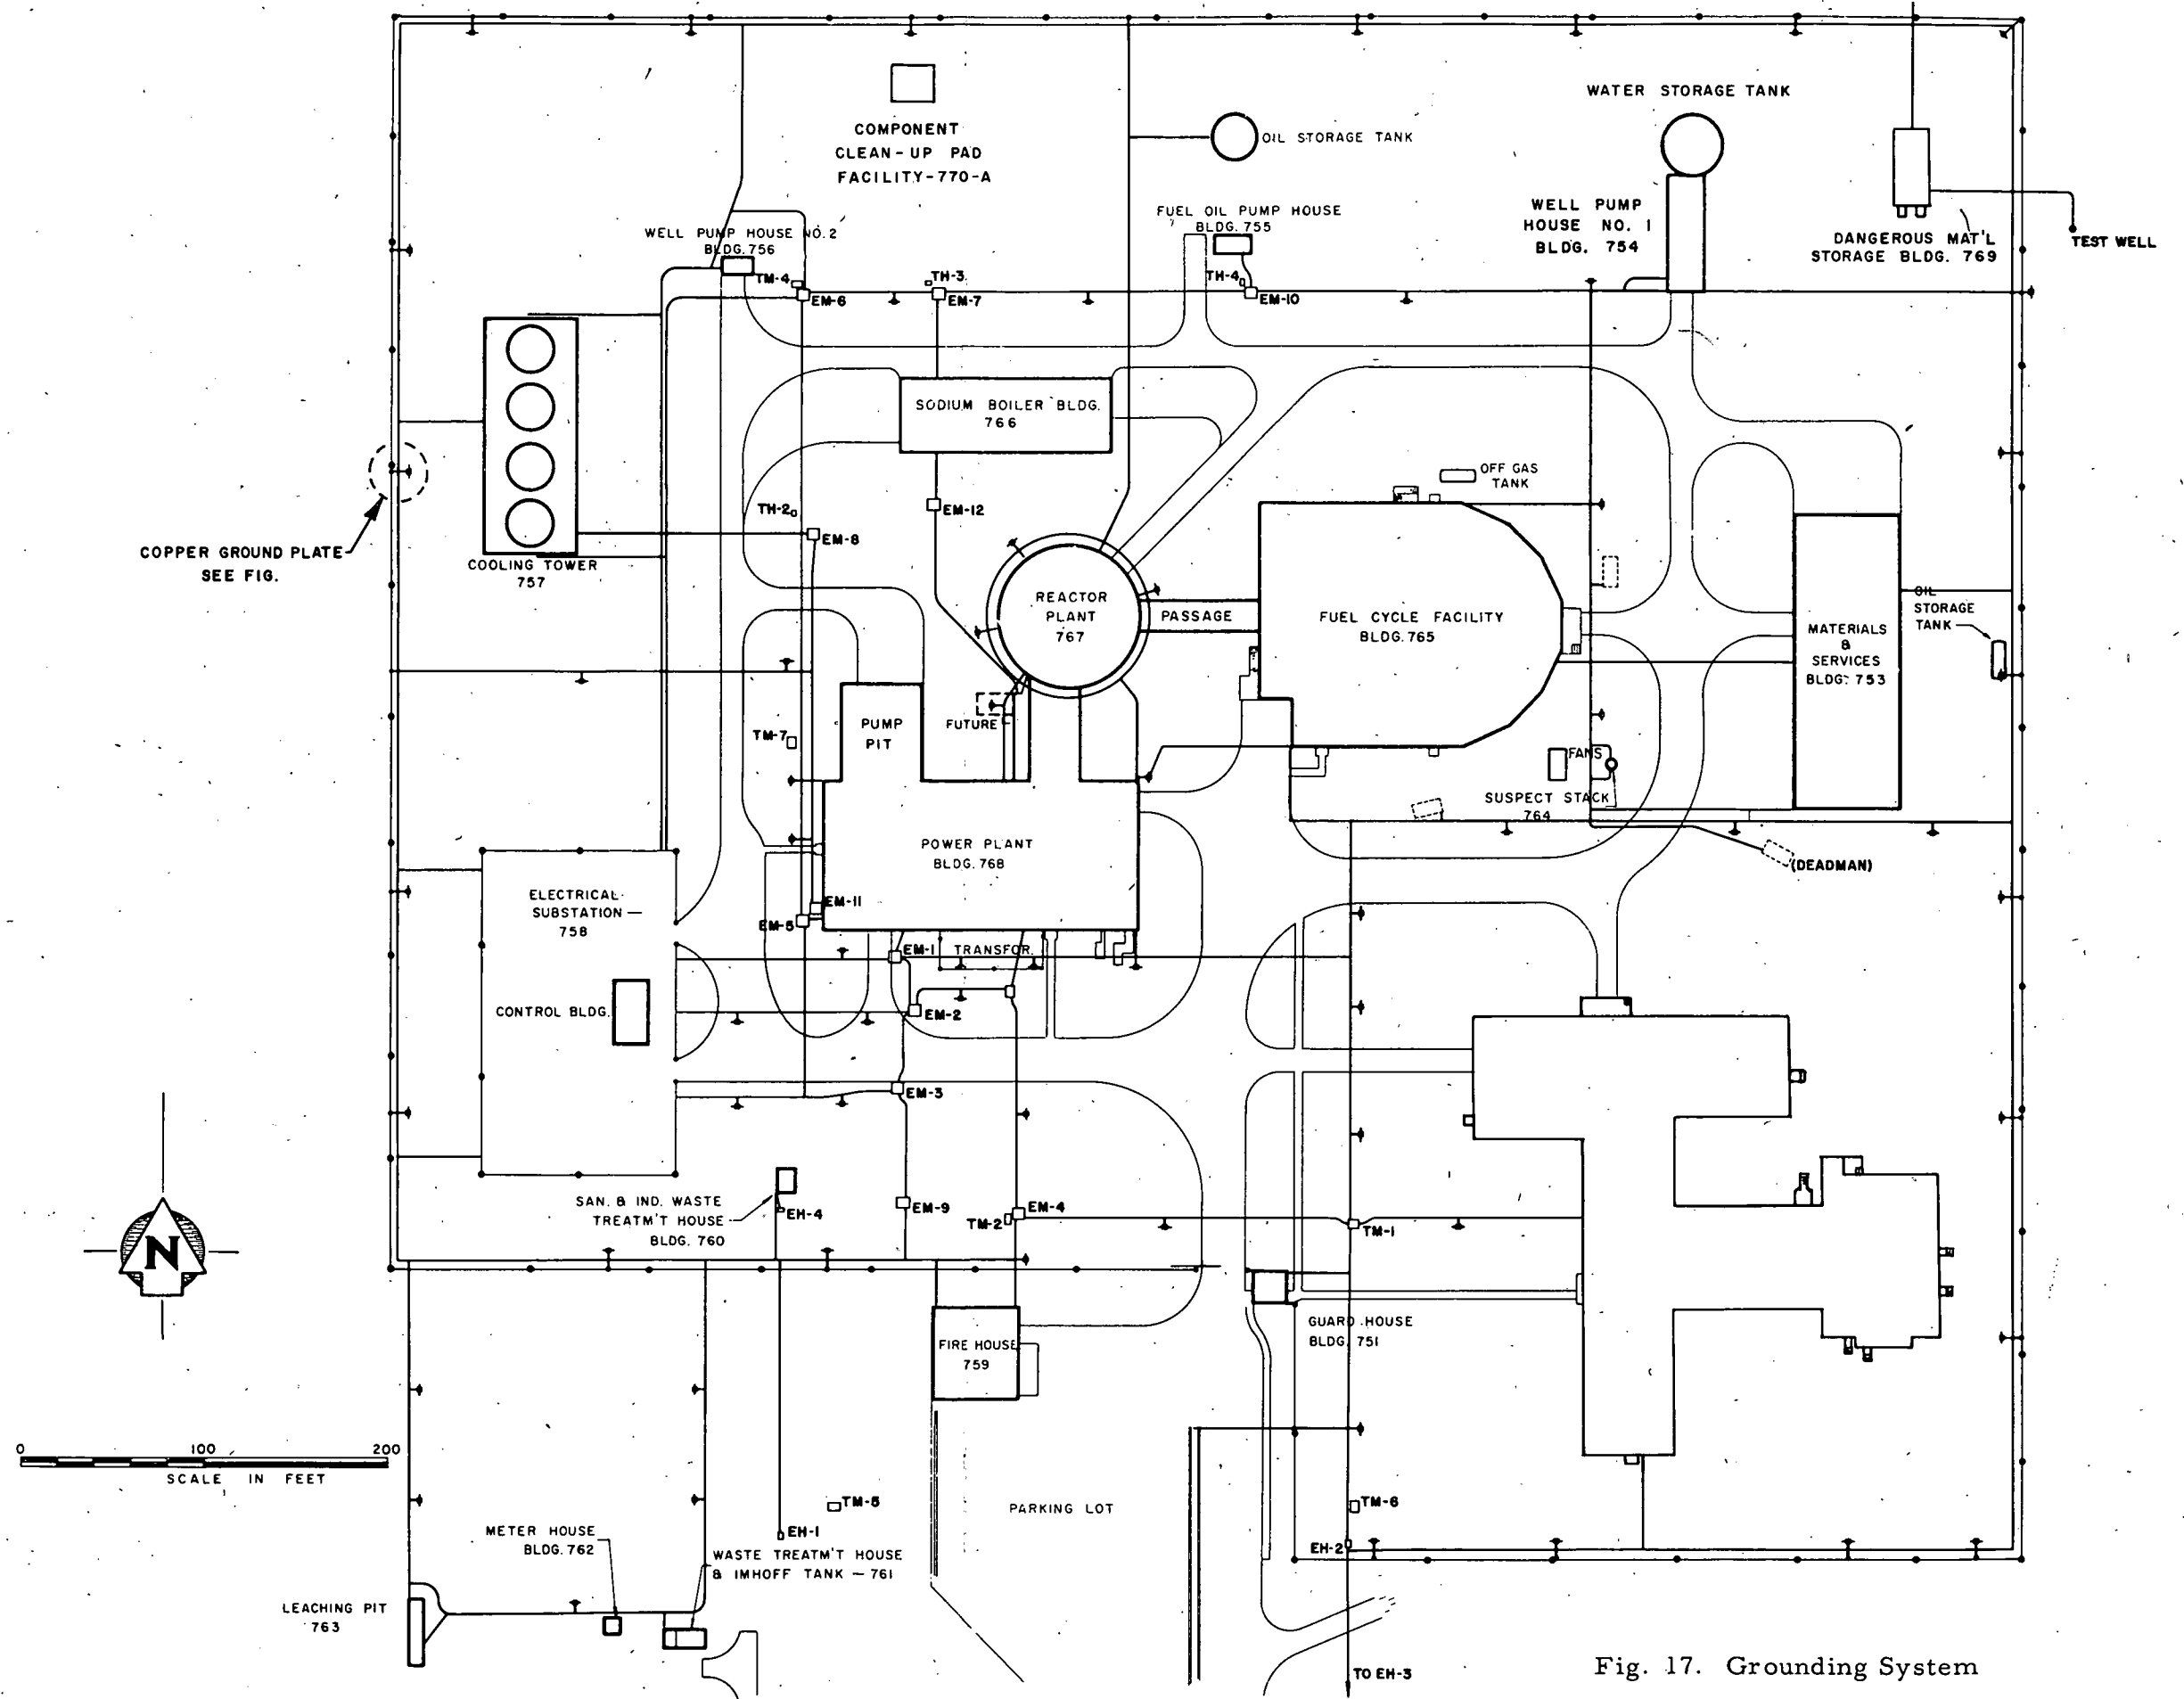 WATER STORAGE TANK
COMPONENT
CLEAN-UP PAD
FACILITY-770-A
OIL STORAGE TANK
WELL PUMP
HOUSE NO. 1
BLDG. 754
DANGEROUS MAT'L
STORAGE BLDG. 769
TEST WELL
FUEL OIL PUMP HOUSE
BLDG. 755
WELL PUMP HOUSE NO. 2
BLDG. 756
TM-4
EM-6
TH-3
EM-7
TH-4
EM-10
SODIUM BOILER BLDG.
766
OFF GAS
TANK
TH-2
EM-8
EM-12
COPPER GROUND PLATE
SEE FIG.
COOLING TOWER
757
REACTOR
PLANT
767
PASSAGE
FUEL CYCLE FACILITY
BLDG. 765
MATERIALS
&
SERVICES
BLDG. 753
OIL
STORAGE
TANK
PUMP
PIT
FUTURE
TM-7
FANS
SUSPECT STACK
764
(DEADMAN)
POWER PLANT
BLDG. 768
ELECTRICAL
SUBSTATION
758
EM-11
EM-5
EM-1
TRANSFOR.
CONTROL BLDG.
EM-2
EM-3
SAN. & IND. WASTE
TREATM'T HOUSE
BLDG. 760
EH-4
EM-9
TM-2
EM-4
TM-1
N
FIRE HOUSE
759
GUARD HOUSE
BLDG. 751
0 100 200
SCALE IN FEET
TM-5
PARKING LOT
TM-6
METER HOUSE
BLDG. 762
EH-1
WASTE TREATM'T HOUSE
& IMHOFF TANK - 761
EH-2
LEACHING PIT
763
TO EH-3
Fig. 17. Grounding System